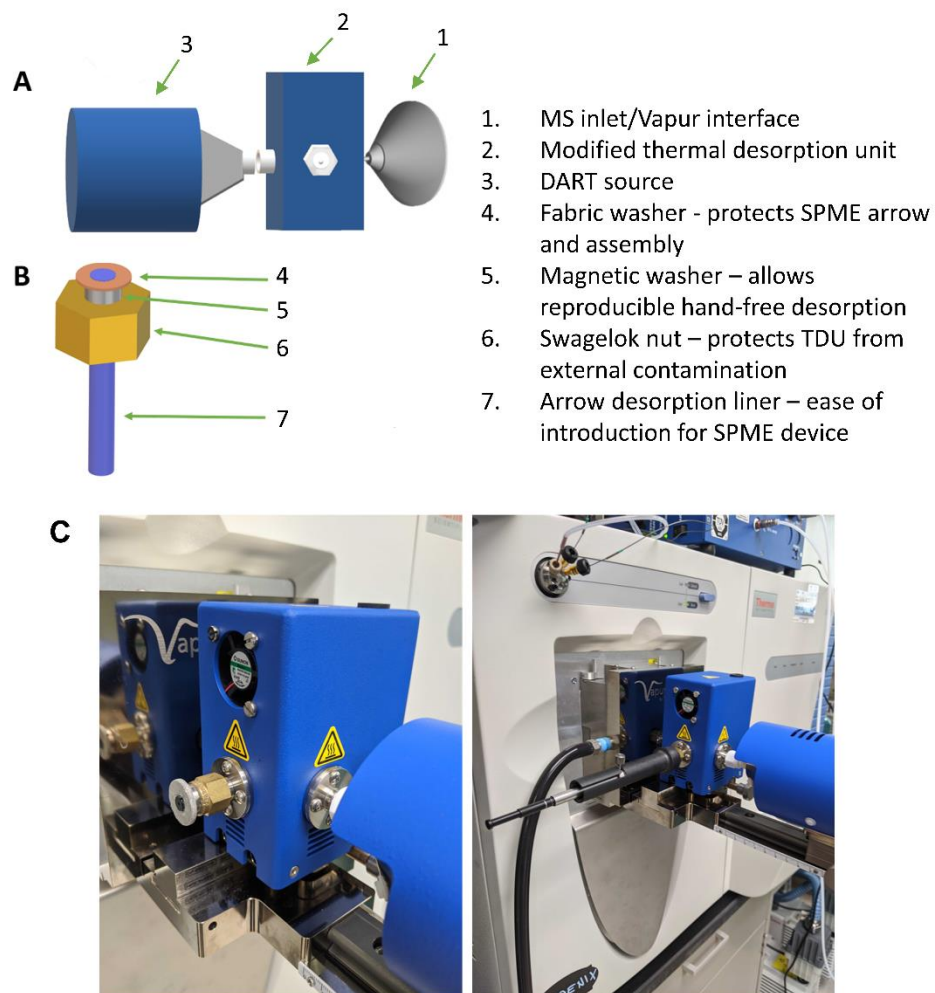 2
1
3
A
1. MS inlet/Vapur interface
2. Modified thermal desorption unit
3. DART source
4. Fabric washer - protects SPME arrow
and assembly
5. Magnetic washer – allows
reproducible hand-free desorption
6. Swagelok nut – protects TDU from
external contamination
7. Arrow desorption liner – ease of
introduction for SPME device
B
4
5
6
7
C
Vap
Thermo